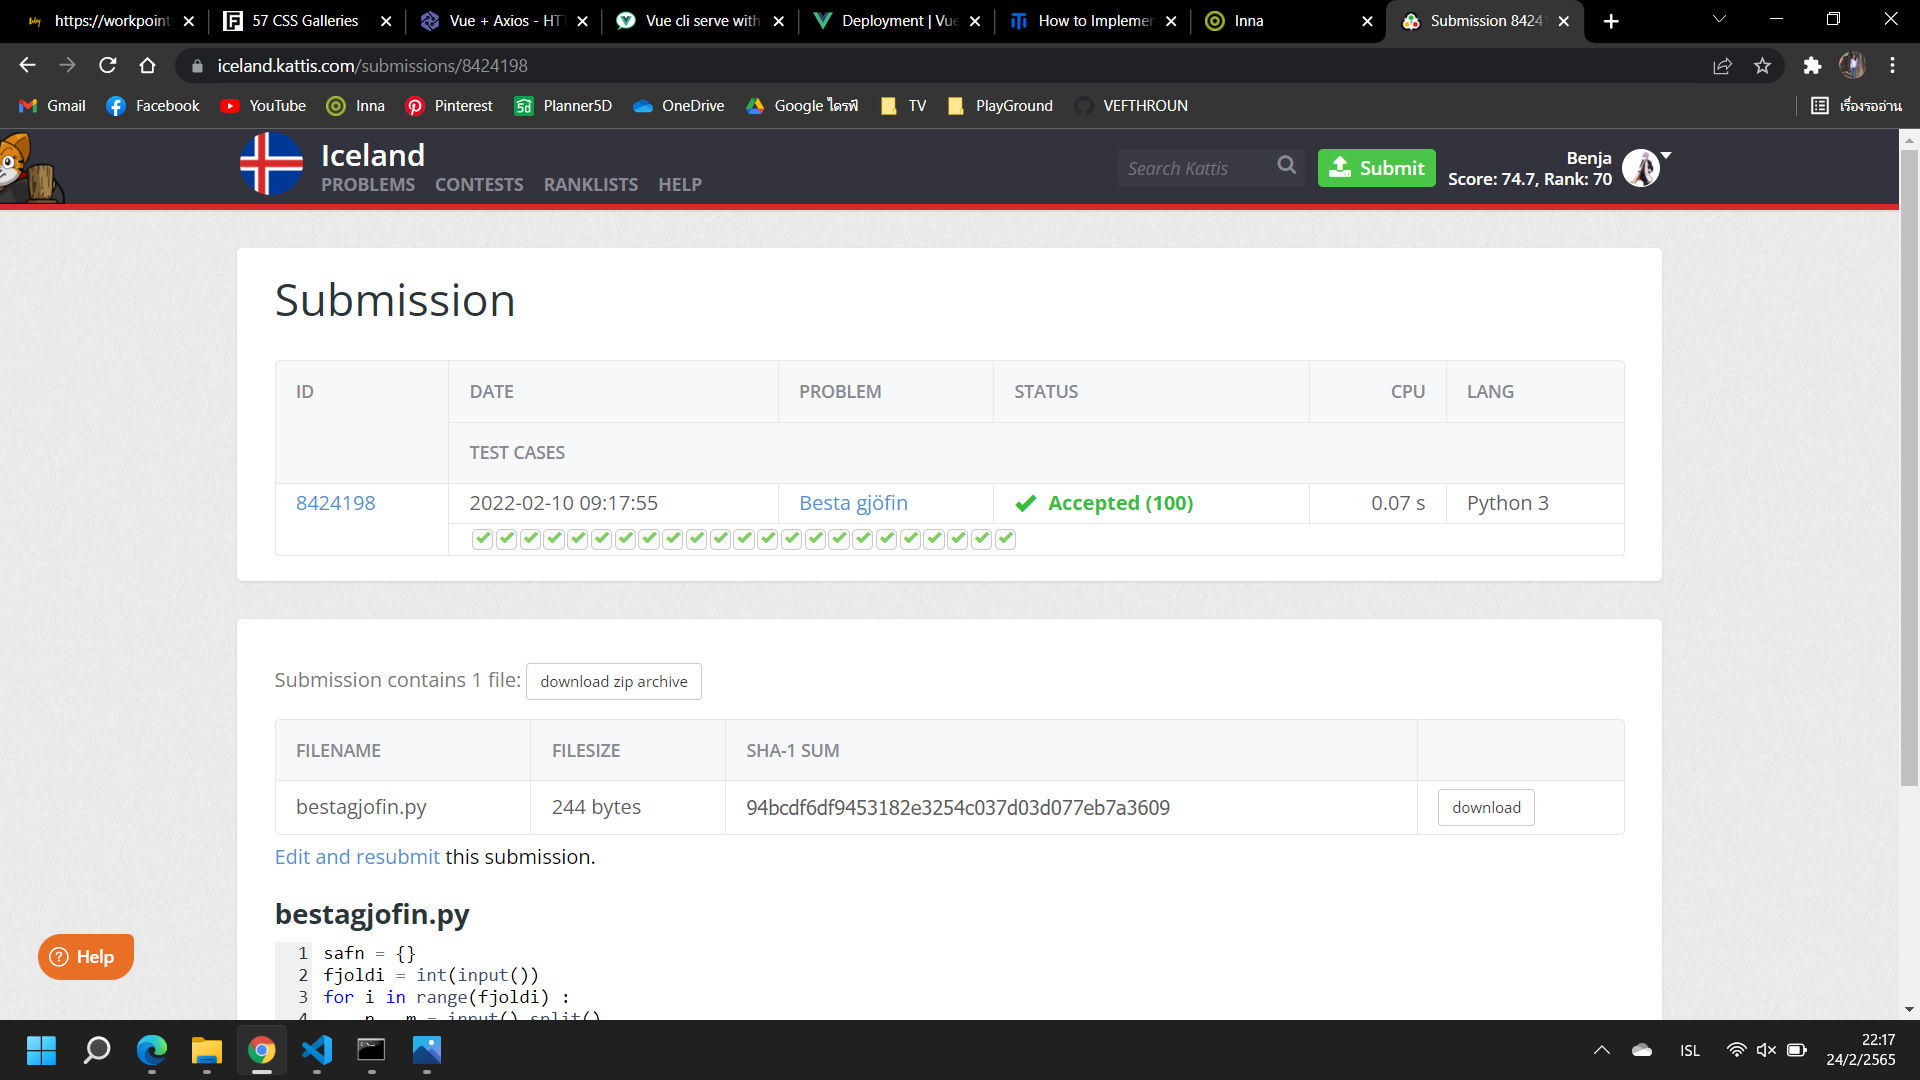 https://workpoint
57 CSS Galleries
Vue + Axios - HT
Vue cli serve with
Deployment | Vue
How to Implemen
Inna
Submission 8424
iceland.kattis.com/submissions/8424198
Gmail
Facebook
YouTube
Inna
Pinterest
Planner5D
OneDrive
Google ไดรฟ์
TV
PlayGround
VEFTHROUN
เรื่องรออ่าน
Iceland
PROBLEMS CONTESTS RANKLISTS HELP
Search Kattis
Submit
Benja
Score: 74.7, Rank: 70
Submission
ID DATE PROBLEM STATUS CPU LANG
TEST CASES
8424198 2022-02-10 09:17:55 Besta gjöfin Accepted (100) 0.07 s Python 3
Submission contains 1 file: download zip archive
FILENAME FILESIZE SHA-1 SUM
bestagjofin.py 244 bytes 94bcdf6df9453182e3254c037d03d077eb7a3609 download
Edit and resubmit this submission.
bestagjofin.py
1 safn = {}
2 fjoldi = int(input())
3 for i in range(fjoldi) :
4 n , m = input().split()
Help
ISL
22:17
24/2/2565